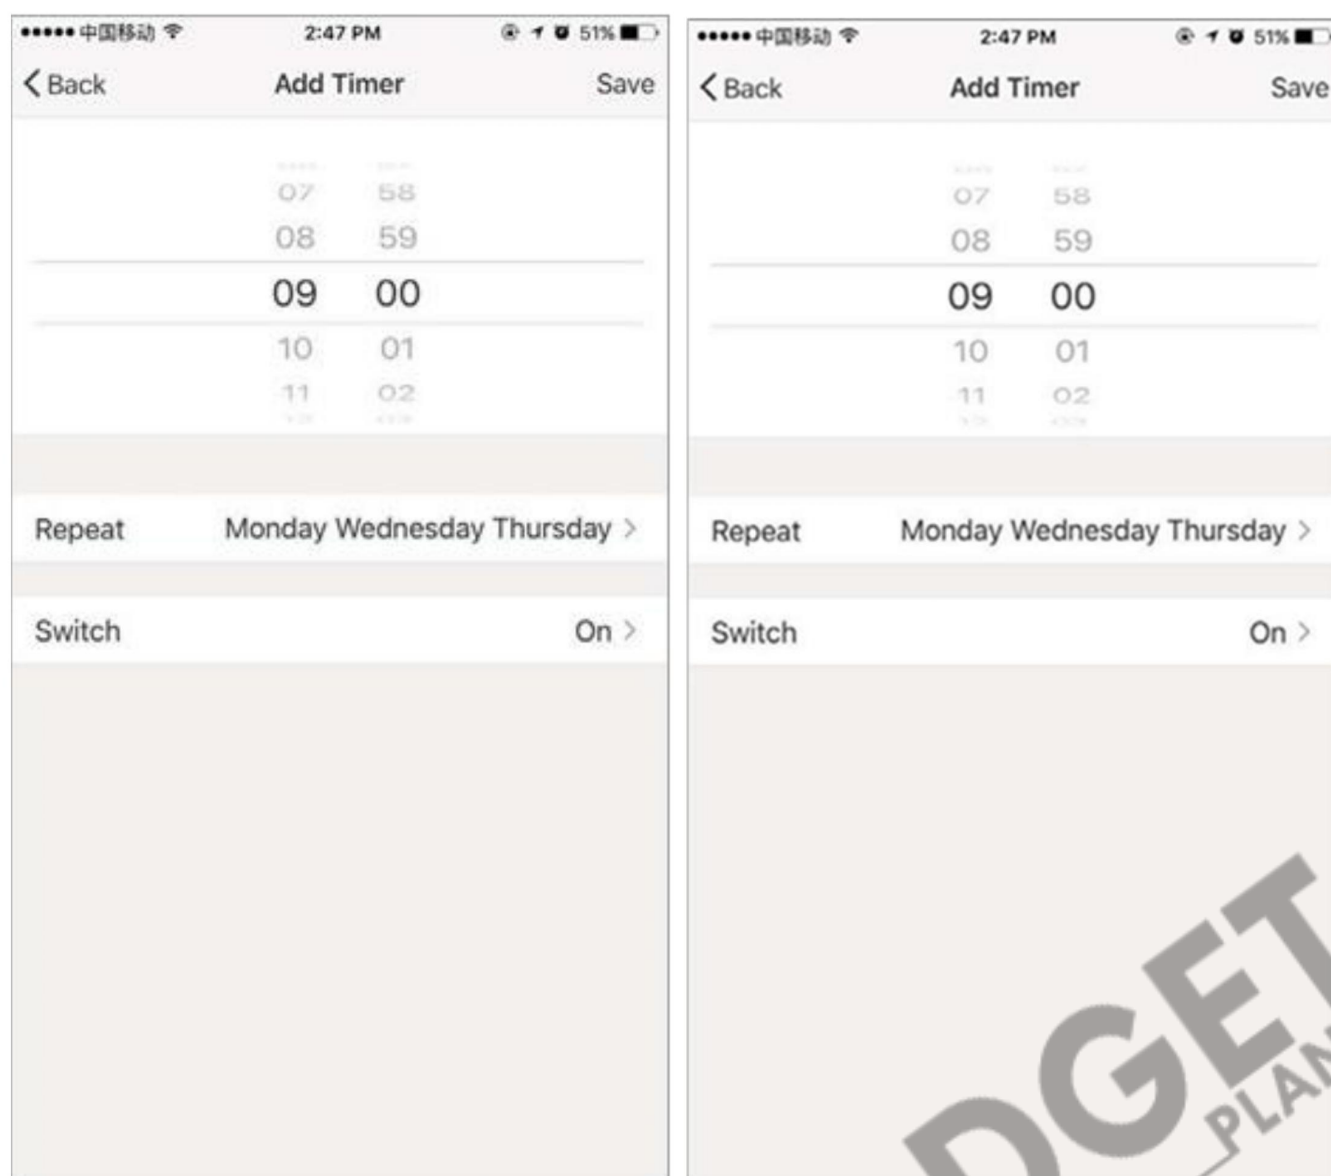 ●●●●● 中国移动 2:47 PM 51%
Back Add Timer Save
07 58
08 59
09 00
10 01
11 02
Repeat Monday Wednesday Thursday >
Switch On >
●●●●● 中国移动 2:47 PM 51%
Back Add Timer Save
07 58
08 59
09 00
10 01
11 02
Repeat Monday Wednesday Thursday >
Switch On >
DGET
PLAN